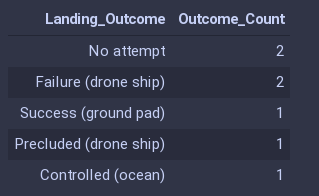 Landing_Outcome Outcome_Count
No attempt 2
Failure (drone ship) 2
Success (ground pad) 1
Precluded (drone ship) 1
Controlled (ocean) 1